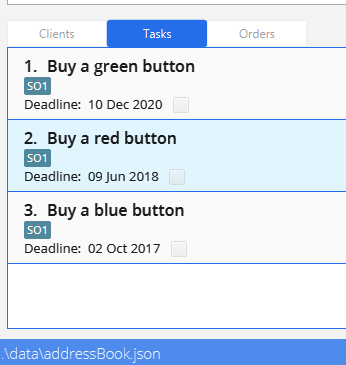 Clients Tasks Orders
1. Buy a green button
SO1
Deadline: 10 Dec 2020
2. Buy a red button
SO1
Deadline: 09 Jun 2018
3. Buy a blue button
SO1
Deadline: 02 Oct 2017
.\data\addressBook.json